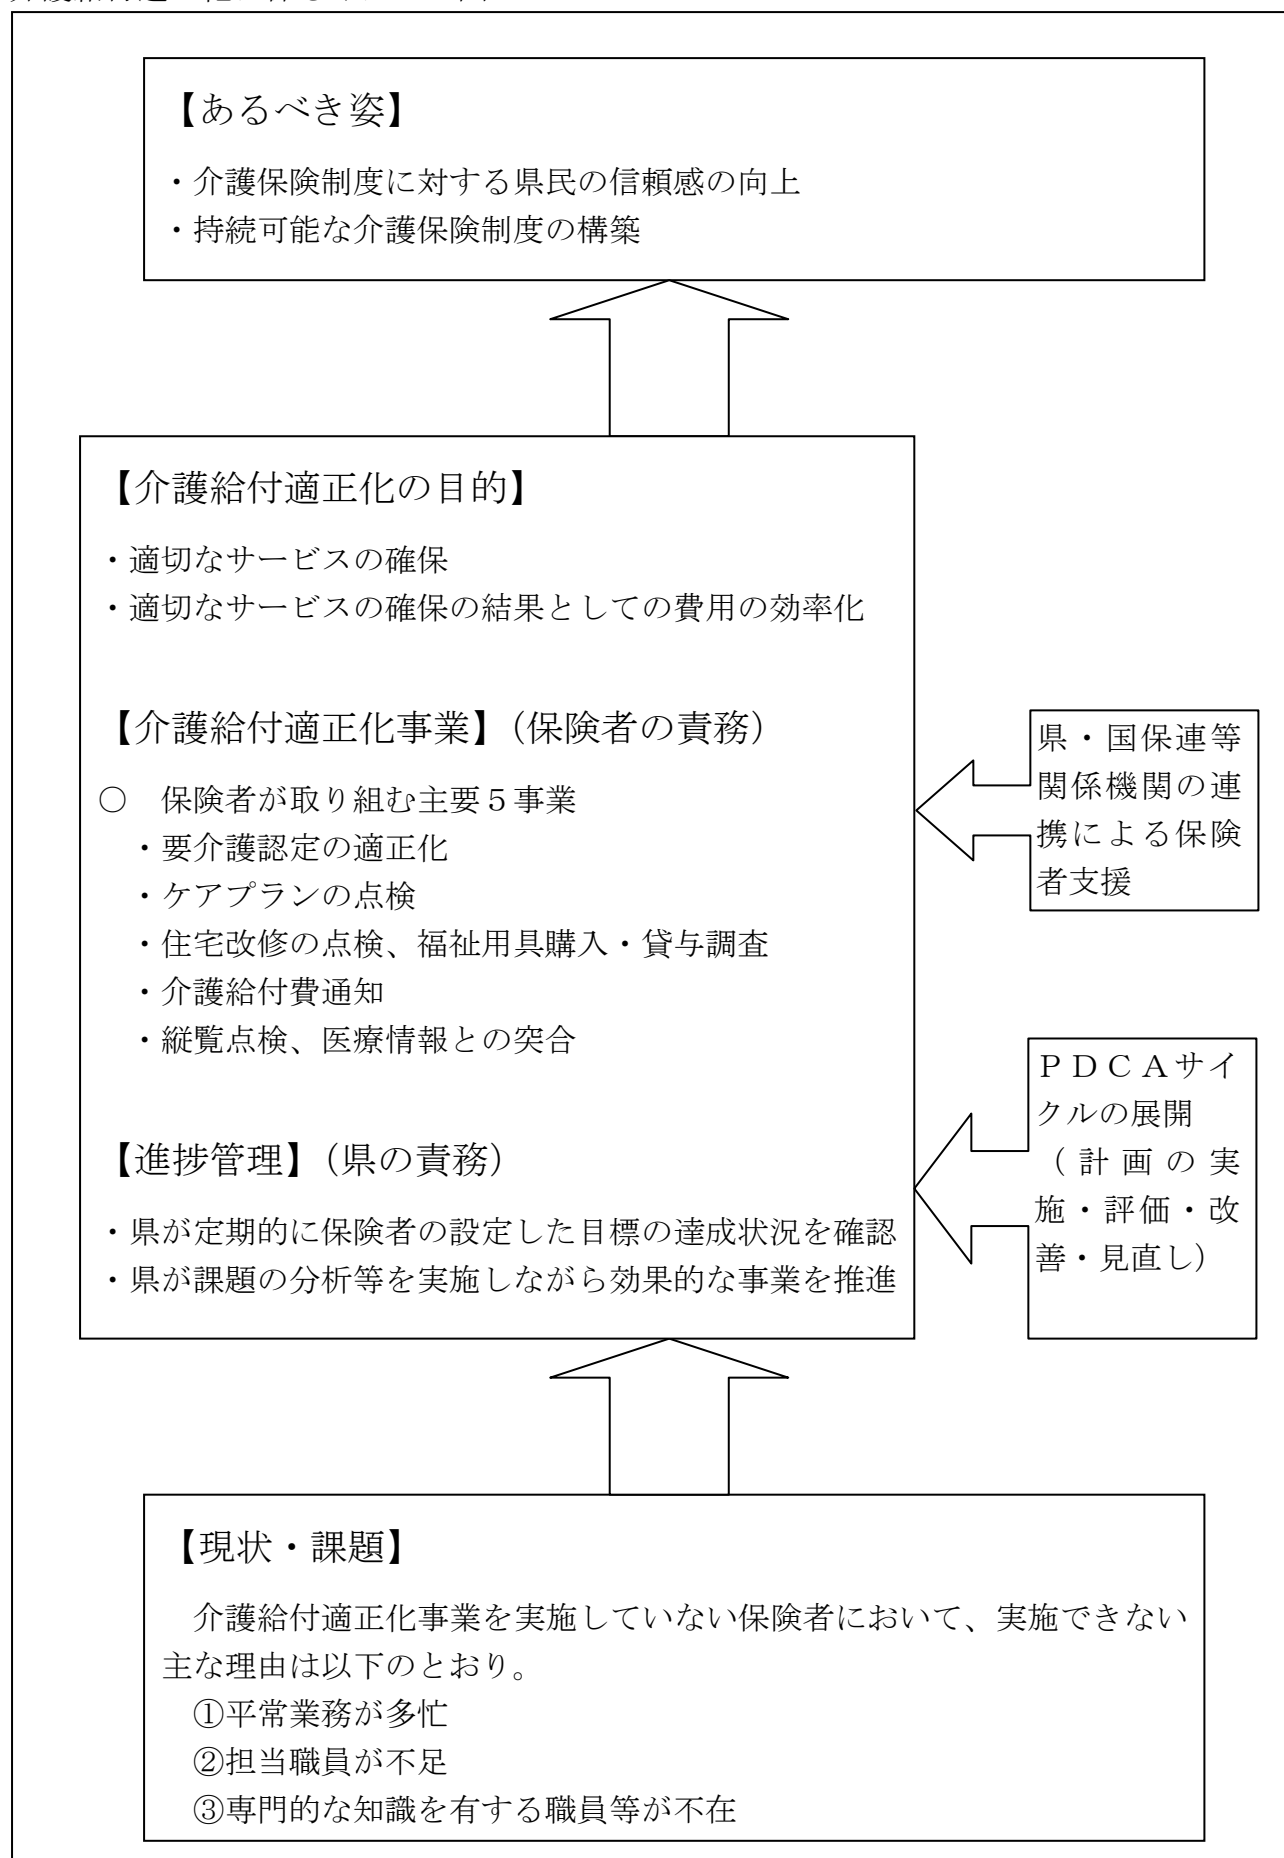 【あるべき姿】
・介護保険制度に対する県民の信頼感の向上
・持続可能な介護保険制度の構築
【介護給付適正化の目的】
・適切なサービスの確保
・適切なサービスの確保の結果としての費用の効率化
【介護給付適正化事業】（保険者の責務）
○　保険者が取り組む主要５事業
・要介護認定の適正化
・ケアプランの点検
・住宅改修の点検、福祉用具購入・貸与調査
・介護給付費通知
・縦覧点検、医療情報との突合
【進捗管理】（県の責務）
・県が定期的に保険者の設定した目標の達成状況を確認
・県が課題の分析等を実施しながら効果的な事業を推進
県・国保連等
関係機関の連
携による保険
者支援
ＰＤＣＡサイ
クルの展開
（計画の実
施・評価・改
善・見直し）
【現状・課題】
介護給付適正化事業を実施していない保険者において、実施できない
主な理由は以下のとおり。
①平常業務が多忙
②担当職員が不足
③専門的な知識を有する職員等が不在